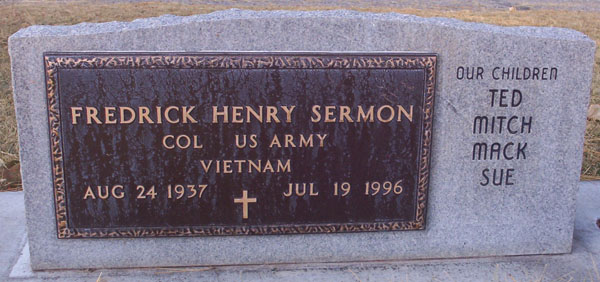 FREDRICK HENRY SERMON
COL US ARMY
VIETNAM
AUG 24 1937 JUL 19 1996
OUR CHILDREN
TED
MITCH
MACK
SUE